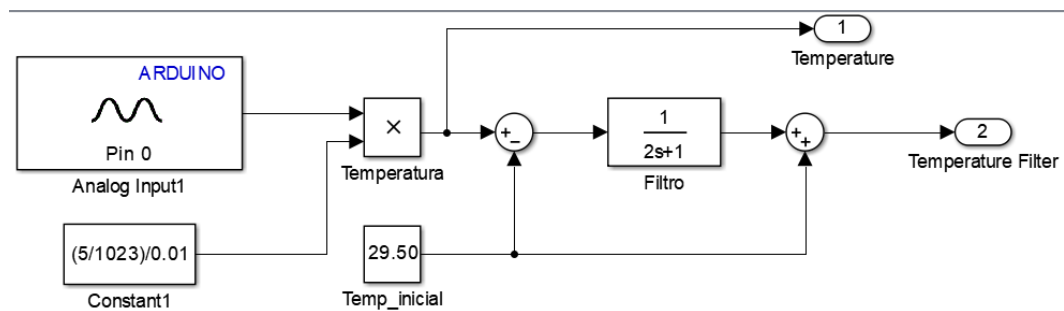 1
Temperature
ARDUINO
Pin 0
Analog Input1
×
Temperatura
+
−
1
2s+1
Filtro
+
+
2
Temperature Filter
(5/1023)/0.01
Constant1
29.50
Temp_inicial